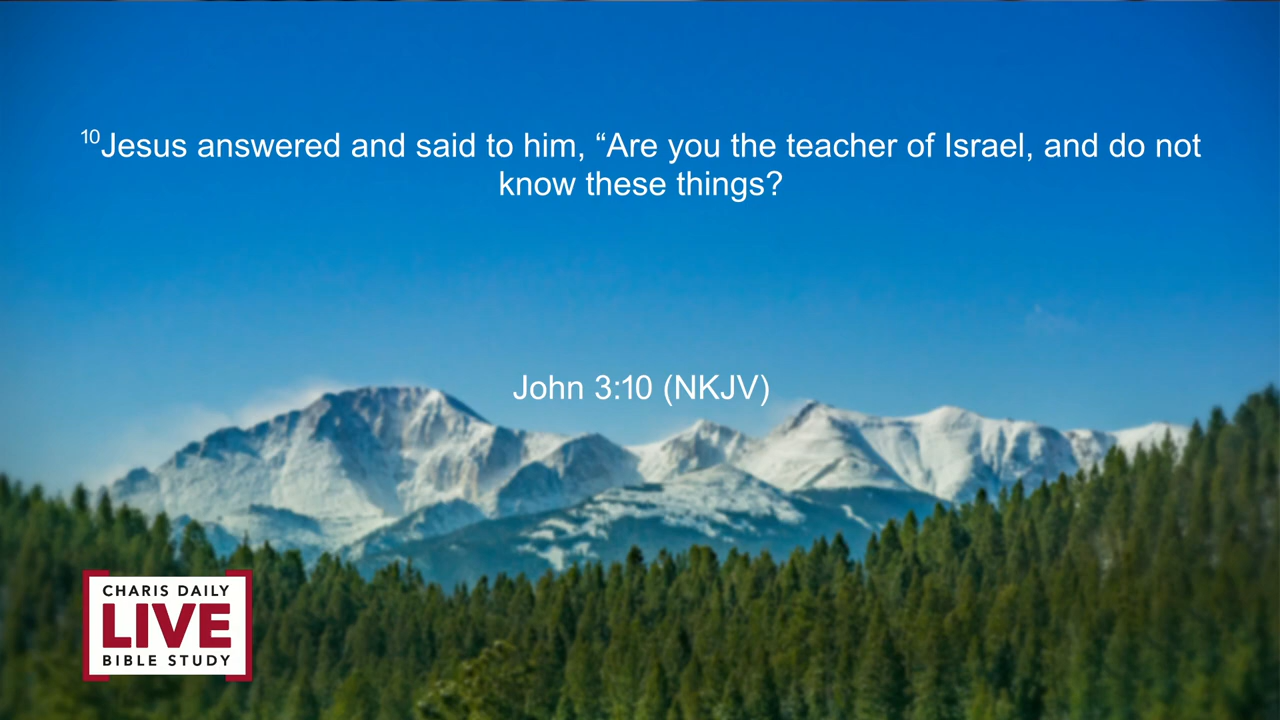 10Jesus answered and said to him, “Are you the teacher of Israel, and do not
know these things?
John 3:10 (NKJV)
CHARIS DAILY
LIVE
BIBLE STUDY